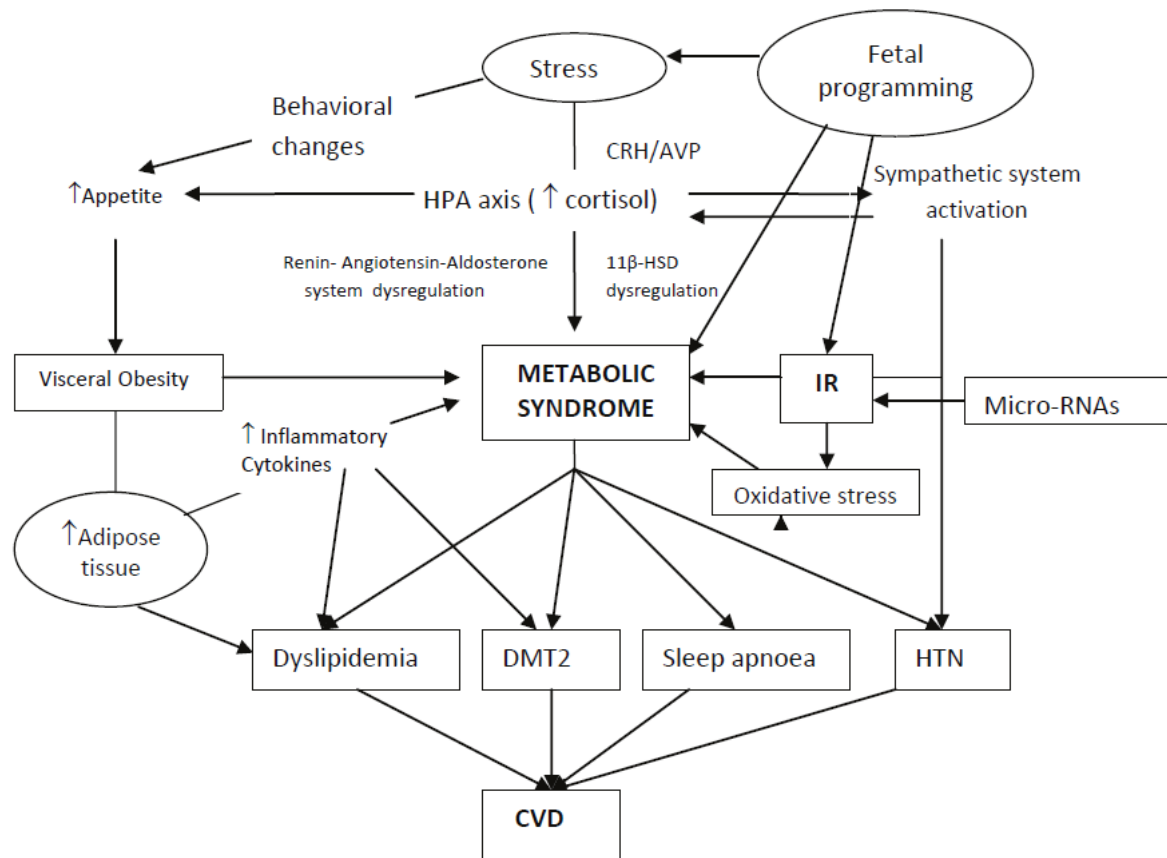 Stress
Fetal
programming
Behavioral
changes
CRH/AVP
↑Appetite
HPA axis ( ↑ cortisol)
Sympathetic system
activation
Renin- Angiotensin-Aldosterone
system dysregulation
11β-HSD
dysregulation
Visceral Obesity
METABOLIC
SYNDROME
IR
Micro-RNAs
↑ Inflammatory
Cytokines
Oxidative stress
↑Adipose
tissue
Dyslipidemia
DMT2
Sleep apnoea
HTN
CVD